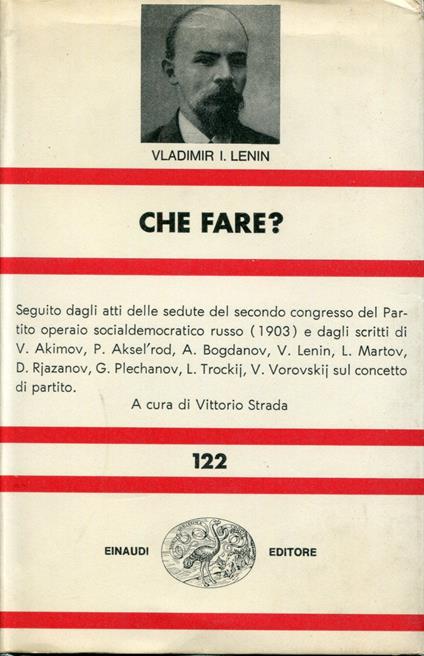 VLADIMIR I. LENIN
CHE FARE?
Seguito dagli atti delle sedute del secondo congresso del Par-
tito operaio socialdemocratico russo (1903) e dagli scritti di
V. Akimov, P. Aksel'rod, A. Bogdanov, V. Lenin, L. Martov,
D. Rjazanov, G. Plechanov, L. Trockij, V. Vorovskij sul concetto
di partito.
A cura di Vittorio Strada
122
EINAUDI EDITORE